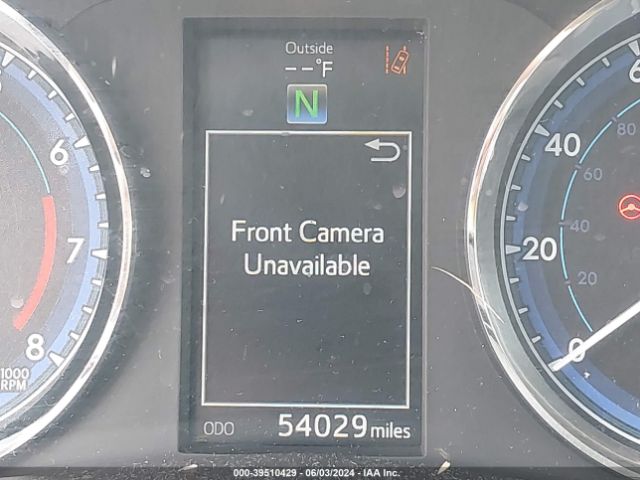 Outside
--°F
N
Front Camera
Unavailable
ODO 54029 miles
6
7
8
1000
RPM
6
80
40
60
40
20
20
0
000-39510429 - 06/03/2024 - IAA Inc.